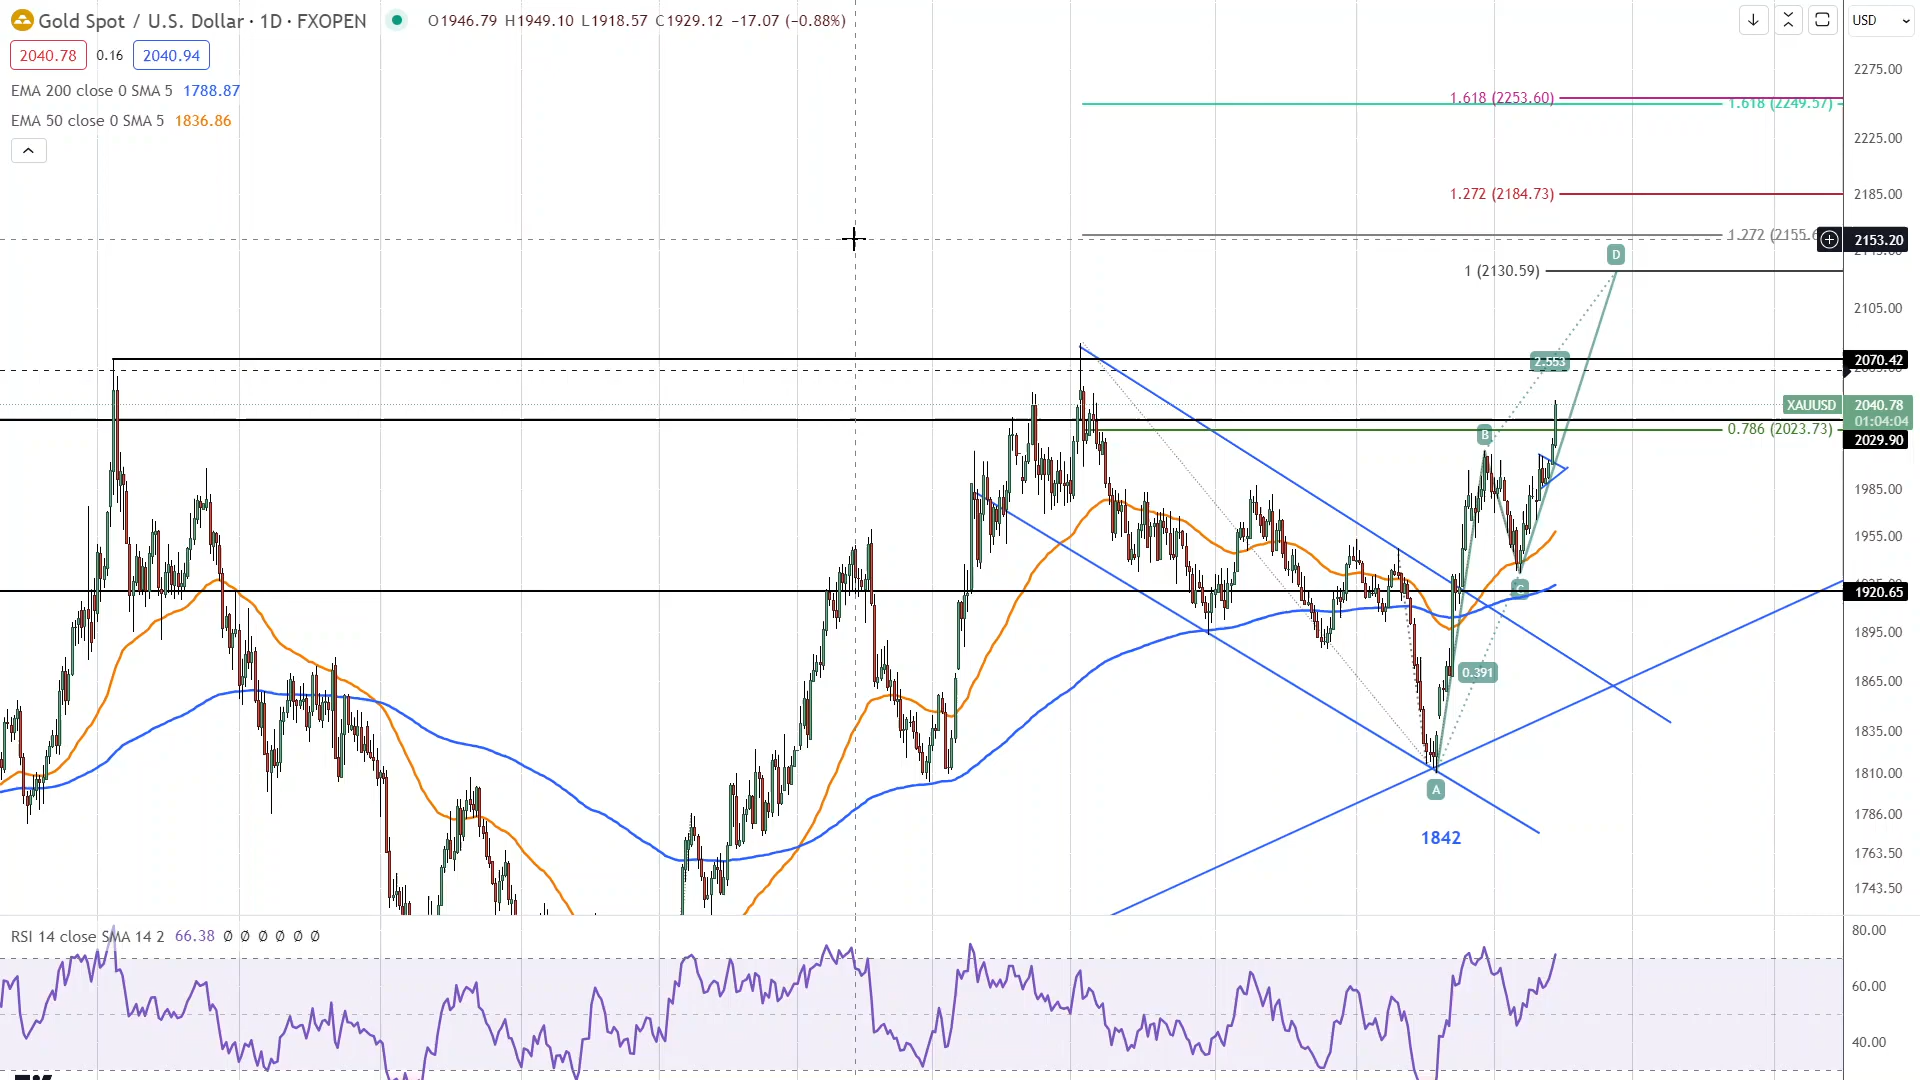 Gold Spot / U.S. Dollar · 1D · FXOPEN O1946.79 H1949.10 L1918.57 C1929.12 −17.07 (−0.88%)
USD
2040.78 0.16 2040.94
EMA 200 close 0 SMA 5 1788.87
EMA 50 close 0 SMA 5 1836.86
2275.00
1.618 (2253.60)
1.618 (2249.57)
2225.00
1.272 (2184.73)
2185.00
1.272 (2155.6
2153.20
D
1 (2130.59)
2105.00
2070.42
2.553
XAUUSD 2040.78
01:04:04
0.786 (2023.73)
2029.90
B
1985.00
1955.00
C
1920.65
1895.00
0.391
1865.00
1835.00
1810.00
A
1786.00
1842
1763.50
1743.50
RSI 14 close SMA 14 2 66.38 Ø Ø Ø Ø Ø Ø
80.00
60.00
40.00